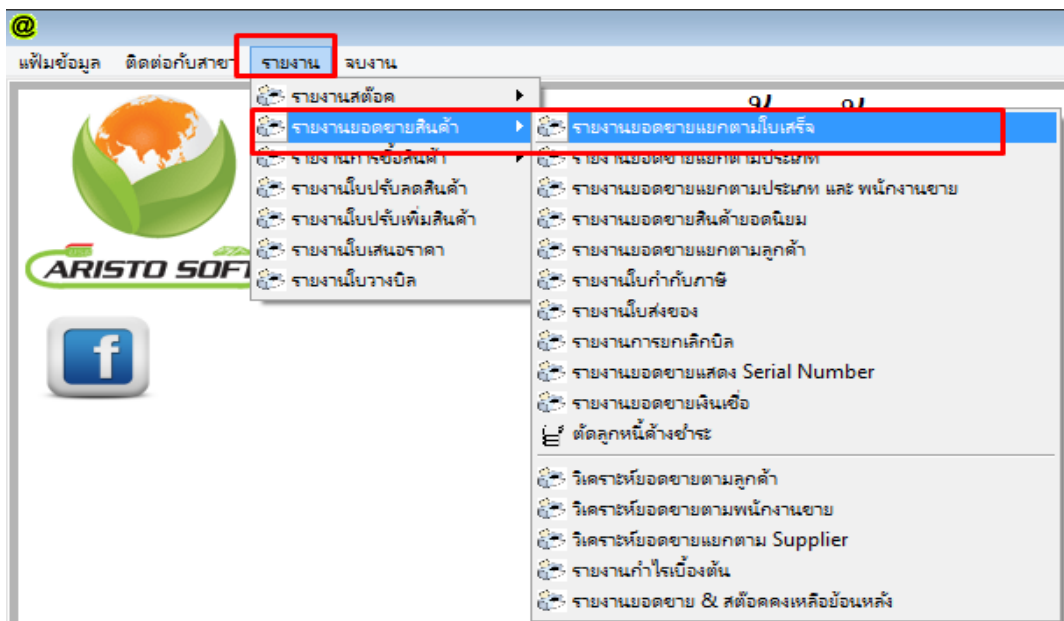 @
แฟ้มข้อมูล ติดต่อกับสาขา รายงาน จบงาน
รายงานสต๊อค
รายงานยอดขายสินค้า
รายงานการซื้อสินค้า
รายงานใบปรับลดสินค้า
รายงานใบปรับเพิ่มสินค้า
รายงานใบเสนอราคา
รายงานใบวางบิล
ARISTO SOFT
f
รายงานยอดขายแยกตามใบเสร็จ
รายงานยอดขายแยกตามประเภท
รายงานยอดขายแยกตามประเภท และ พนักงานขาย
รายงานยอดขายสินค้ายอดนิยม
รายงานยอดขายแยกตามลูกค้า
รายงานใบกำกับภาษี
รายงานใบส่งของ
รายงานการยกเลิกบิล
รายงานยอดขายแสดง Serial Number
รายงานยอดขายเงินเชื่อ
ตัดลูกหนี้ค้างชำระ
วิเคราะห์ยอดขายตามลูกค้า
วิเคราะห์ยอดขายตามพนักงานขาย
วิเคราะห์ยอดขายแยกตาม Supplier
รายงานกำไรเบื้องต้น
รายงานยอดขาย & สต๊อคคงเหลือย้อนหลัง